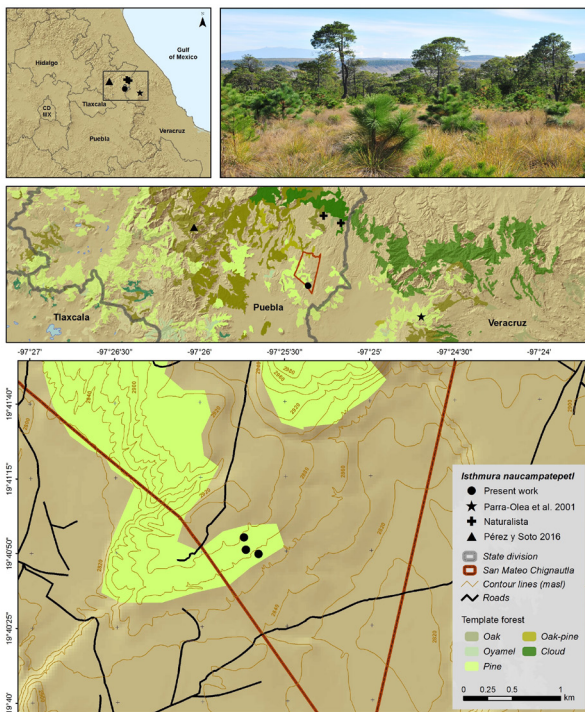 Gulf
of Mexico
Hidalgo
Tlaxcala
CD
MX
Puebla
Veracruz
Tlaxcala
Puebla
Veracruz
-97°27'
-97°26'30"
-97°26'
-97°25'30"
-97°25'
-97°24'30"
-97°24'
19°41'40"
19°41'15"
19°40'50"
19°40'25"
19°40'
Isthmura naucampatepetl
Present work
Parra-Olea et al. 2001
Naturalista
Pérez y Soto 2016
State division
San Mateo Chignautla
Contour lines (masl)
Roads
Template forest
Oak
Oak-pine
Oyamel
Cloud
Pine
0 0.25 0.5 1
km